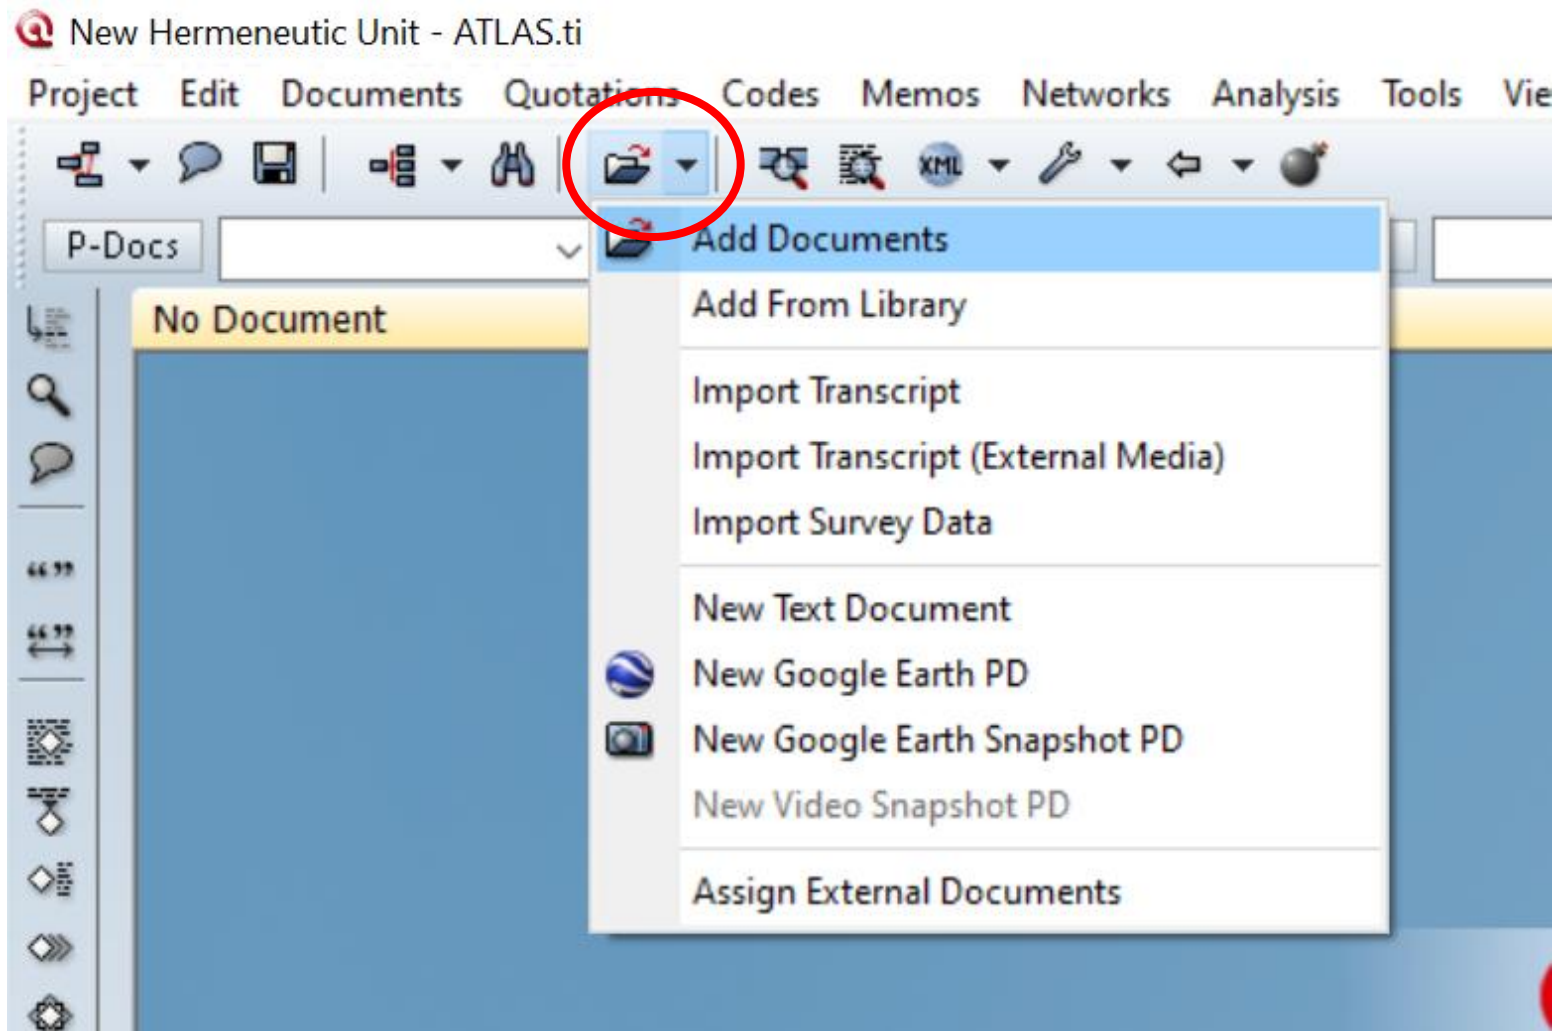 New Hermeneutic Unit - ATLAS.ti
Project Edit Documents Quotations Codes Memos Networks Analysis Tools Vie
XML
P-Docs
Add Documents
Add From Library
No Document
Import Transcript
Import Transcript (External Media)
Import Survey Data
New Text Document
New Google Earth PD
New Google Earth Snapshot PD
New Video Snapshot PD
Assign External Documents